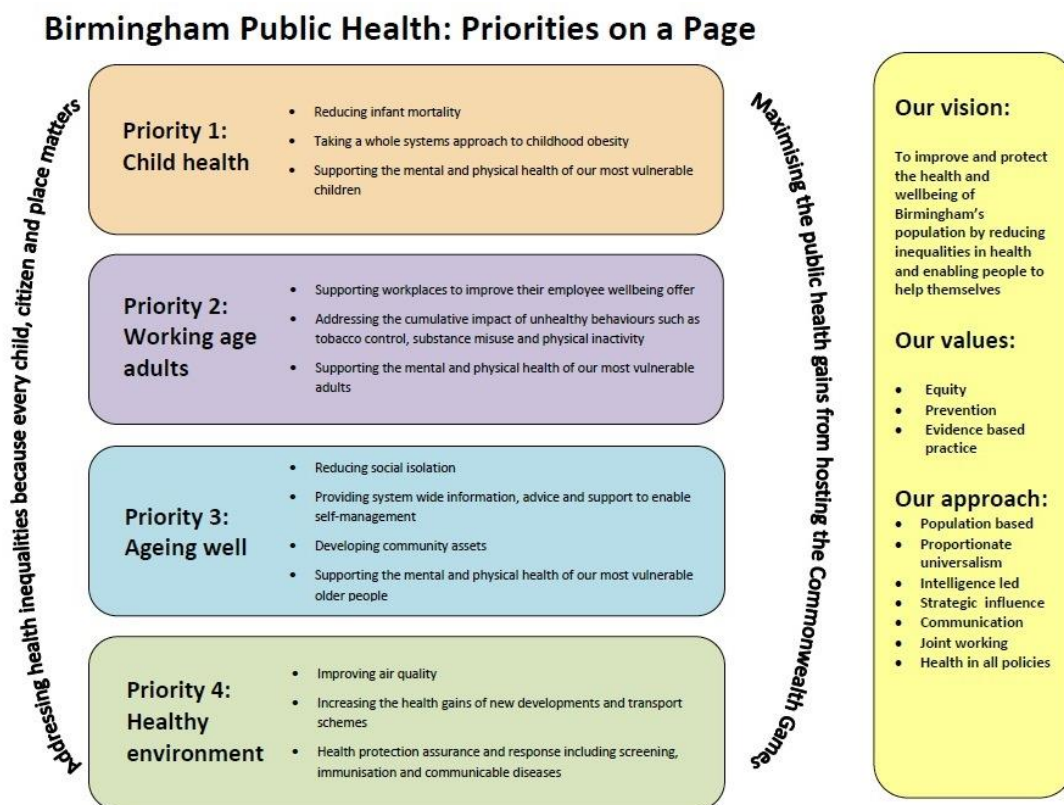 Birmingham Public Health: Priorities on a Page
Addressing health inequalities because every child, citizen and place matters
Priority 1:
Child health
• Reducing infant mortality
• Taking a whole systems approach to childhood obesity
• Supporting the mental and physical health of our most vulnerable
children
Priority 2:
Working age
adults
• Supporting workplaces to improve their employee wellbeing offer
• Addressing the cumulative impact of unhealthy behaviours such as
tobacco control, substance misuse and physical inactivity
• Supporting the mental and physical health of our most vulnerable
adults
Priority 3:
Ageing well
• Reducing social isolation
• Providing system wide information, advice and support to enable
self-management
• Developing community assets
• Supporting the mental and physical health of our most vulnerable
older people
Priority 4:
Healthy
environment
• Improving air quality
• Increasing the health gains of new developments and transport
schemes
• Health protection assurance and response including screening,
immunisation and communicable diseases
Maximising the public health gains from hosting the Commonwealth Games
Our vision:
To improve and protect
the health and
wellbeing of
Birmingham's
population by reducing
inequalities in health
and enabling people to
help themselves
Our values:
• Equity
• Prevention
• Evidence based
practice
Our approach:
• Population based
• Proportionate
universalism
• Intelligence led
• Strategic influence
• Communication
• Joint working
• Health in all policies